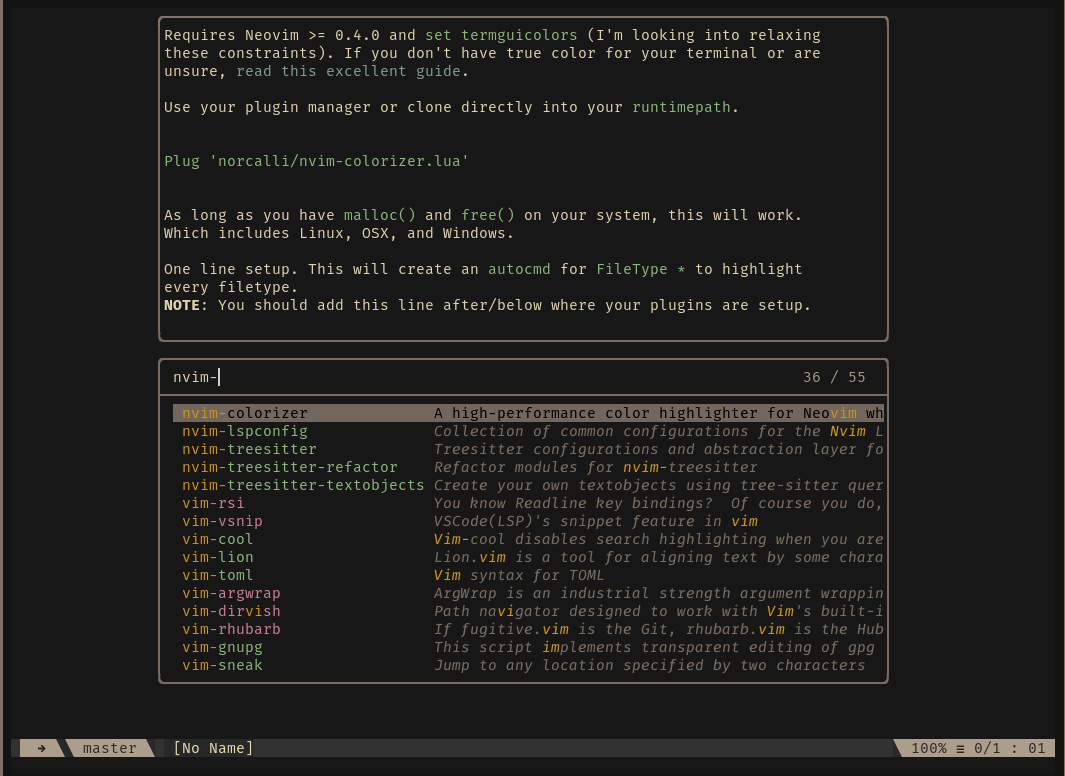 Requires Neovim >= 0.4.0 and set termguicolors (I'm looking into relaxing
these constraints). If you don't have true color for your terminal or are
unsure, read this excellent guide.
Use your plugin manager or clone directly into your runtimepath.
Plug 'norcalli/nvim-colorizer.lua'
As long as you have malloc() and free() on your system, this will work.
Which includes Linux, OSX, and Windows.
One line setup. This will create an autocmd for FileType * to highlight
every filetype.
NOTE: You should add this line after/below where your plugins are setup.
nvim- 36 / 55
nvim-colorizer A high-performance color highlighter for Neovim wh
nvim-lspconfig Collection of common configurations for the Nvim L
nvim-treesitter Treesitter configurations and abstraction layer fo
nvim-treesitter-refactor Refactor modules for nvim-treesitter
nvim-treesitter-textobjects Create your own textobjects using tree-sitter quer
vim-rsi You know Readline key bindings? Of course you do,
vim-vsnip VSCode(LSP)'s snippet feature in vim
vim-cool Vim-cool disables search highlighting when you are
vim-lion Lion.vim is a tool for aligning text by some chara
vim-toml Vim syntax for TOML
vim-argwrap ArgWrap is an industrial strength argument wrappin
vim-dirvish Path navigator designed to work with Vim's built-i
vim-rhubarb If fugitive.vim is the Git, rhubarb.vim is the Hub
vim-gnupg This script implements transparent editing of gpg
vim-sneak Jump to any location specified by two characters
➜ master [No Name] 100% ≡ 0/1 : 01